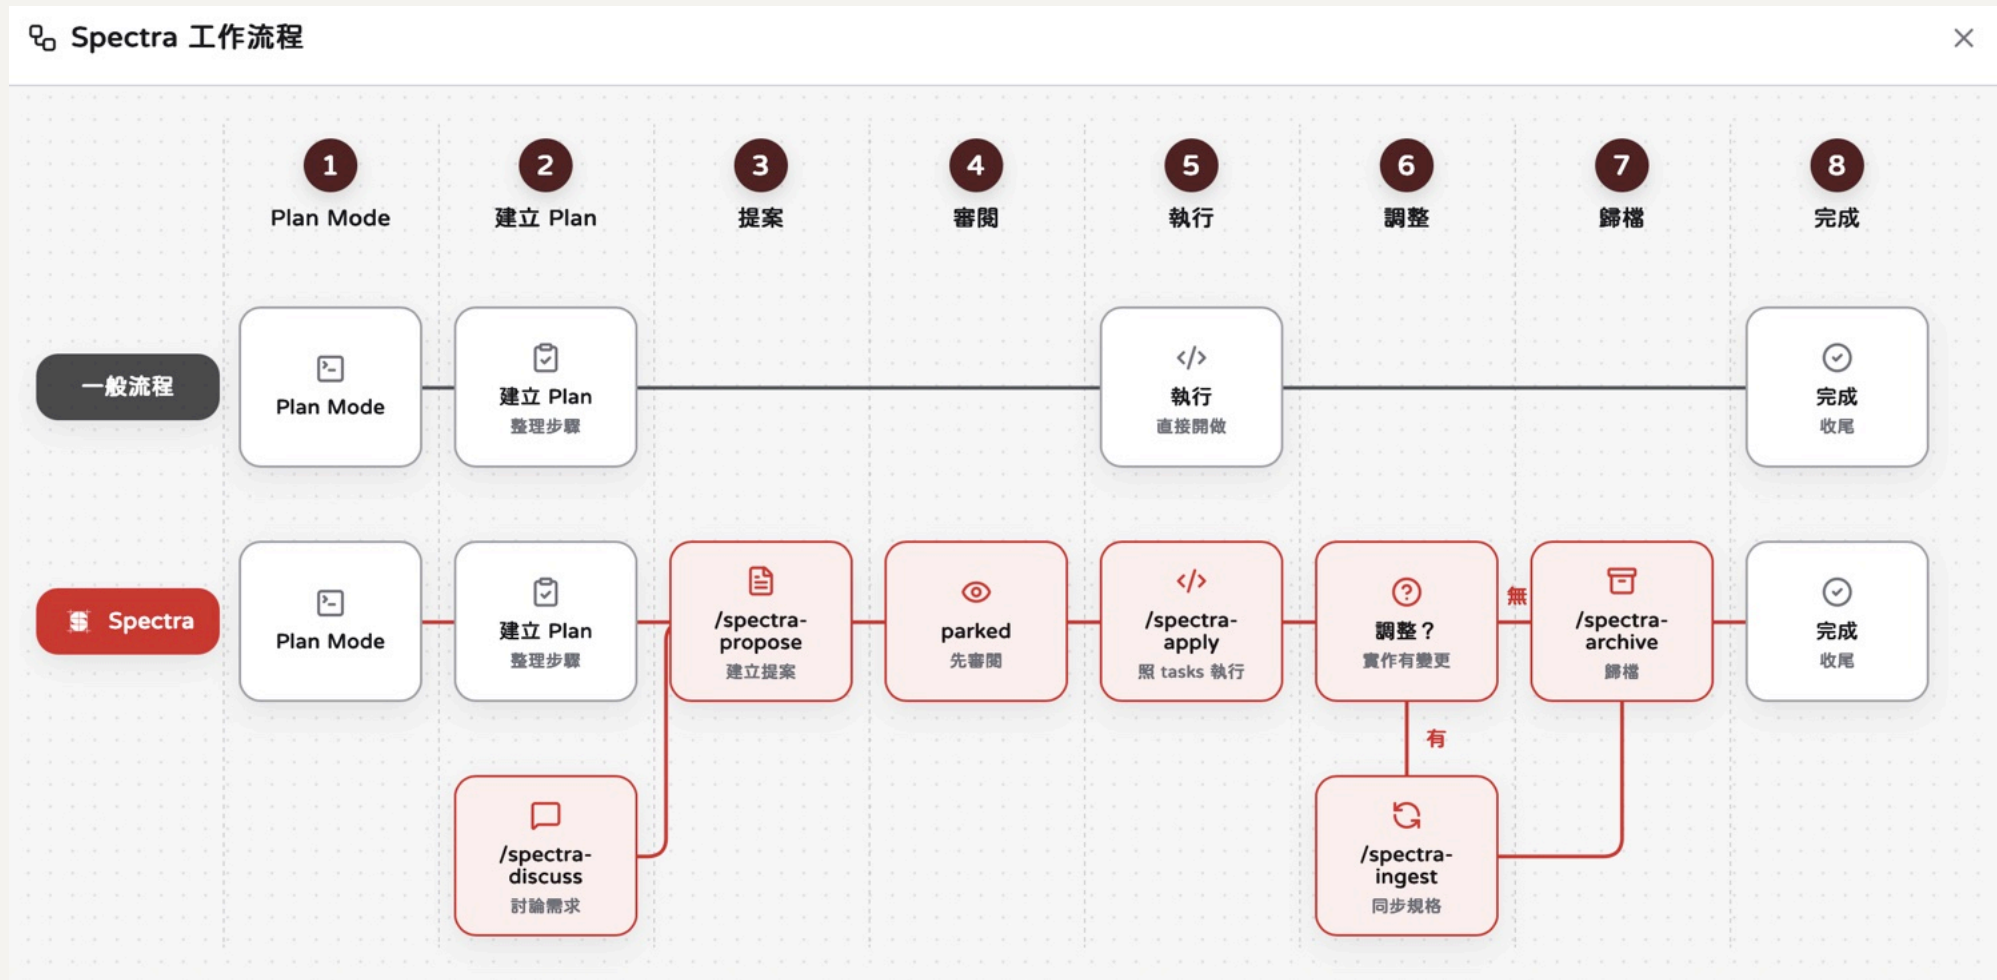 Spectra 工作流程
1
2
3
4
5
6
7
8
Plan Mode
建立 Plan
提案
審閱
執行
調整
歸檔
完成
一般流程
Plan Mode
建立 Plan
整理步驟
執行
直接開做
完成
收尾
Spectra
Plan Mode
建立 Plan
整理步驟
/spectra-
propose
建立提案
parked
先審閱
/spectra-
apply
照 tasks 執行
調整？
實作有變更
無
/spectra-
archive
歸檔
完成
收尾
有
/spectra-
discuss
討論需求
/spectra-
ingest
同步規格